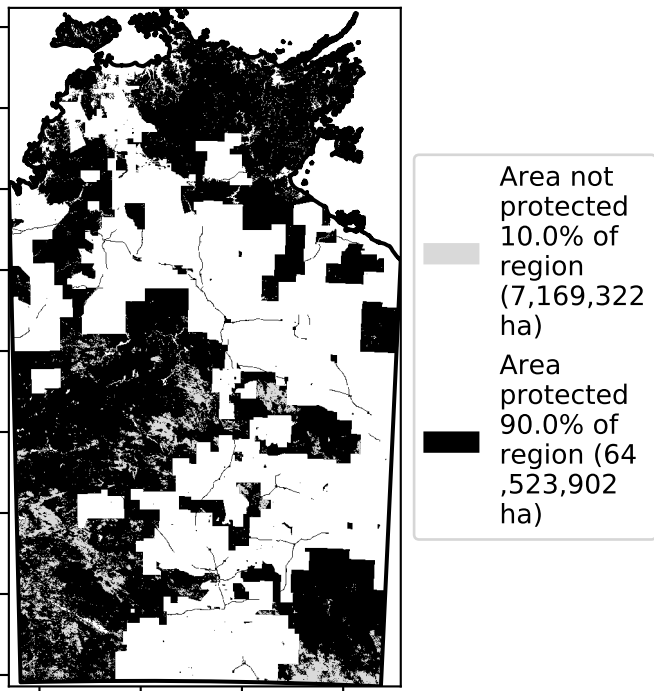 Area not
protected
10.0% of
region
(7,169,322
ha)
Area
protected
90.0% of
region (64
,523,902
ha)